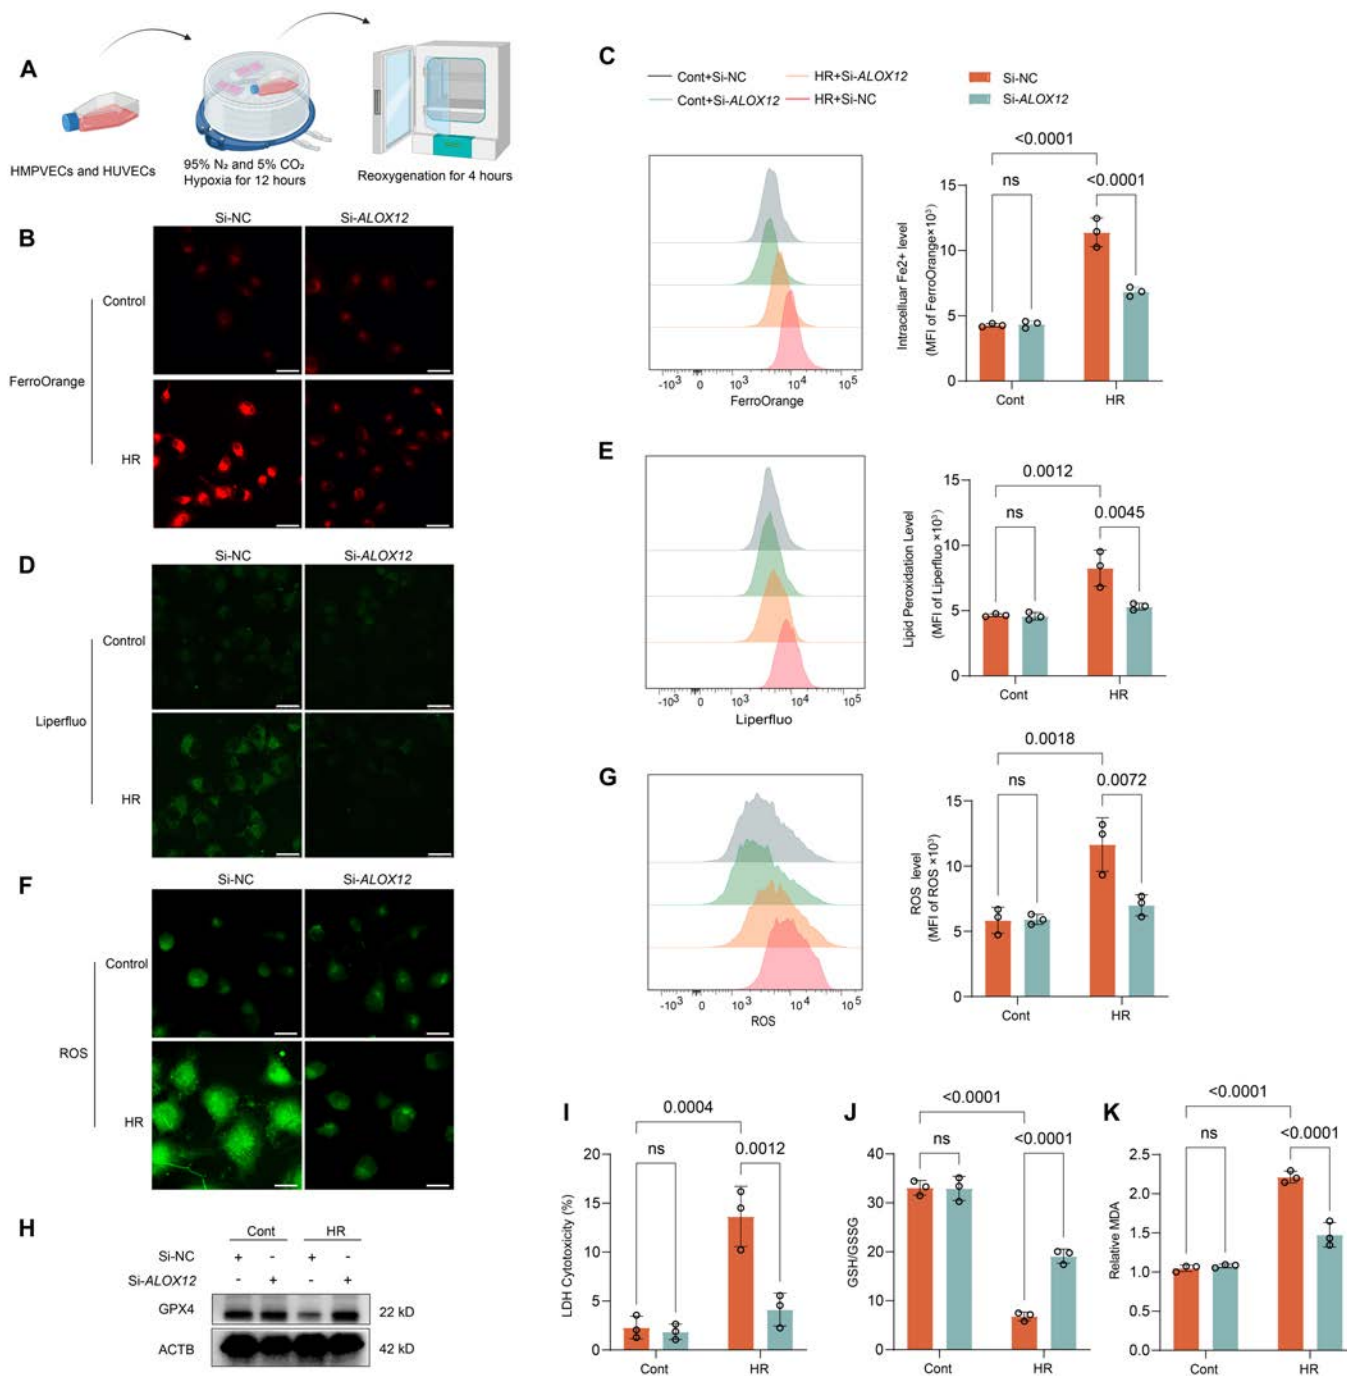 A
HMPVECs and HUVECs
95% N₂ and 5% CO₂
Hypoxia for 12 hours
Reoxygenation for 4 hours
B
Si-NC Si-ALOX12
Control
FerroOrange
HR
C
Cont+Si-NC HR+Si-ALOX12 Si-NC
Cont+Si-ALOX12 HR+Si-NC Si-ALOX12
-10³ 0 10³ 10⁴ 10⁵
FerroOrange
<0.0001
ns <0.0001
Intracelluar Fe2+ level
(MFI of FerroOrange×10³)
15
10
5
0
Cont HR
D
Si-NC Si-ALOX12
Control
Liperfluo
HR
E
-10³ 0 10³ 10⁴ 10⁵
Liperfluo
0.0012
ns 0.0045
Lipid Peroxidation Level
(MFI of Liperfluo ×10³)
15
10
5
0
Cont HR
F
Si-NC Si-ALOX12
Control
ROS
HR
G
-10³ 0 10³ 10⁴ 10⁵
ROS
0.0018
ns 0.0072
ROS level
(MFI of ROS ×10³)
15
10
5
0
Cont HR
H
Cont HR
Si-NC + - + -
Si-ALOX12 - + - +
GPX4 22 kD
ACTB 42 kD
I
0.0004
ns 0.0012
LDH Cytotoxicity (%)
20
15
10
5
0
Cont HR
J
<0.0001
ns <0.0001
GSH/GSSG
40
30
20
10
0
Cont HR
K
<0.0001
ns <0.0001
Relative MDA
2.5
2.0
1.5
1.0
0.5
0.0
Cont HR